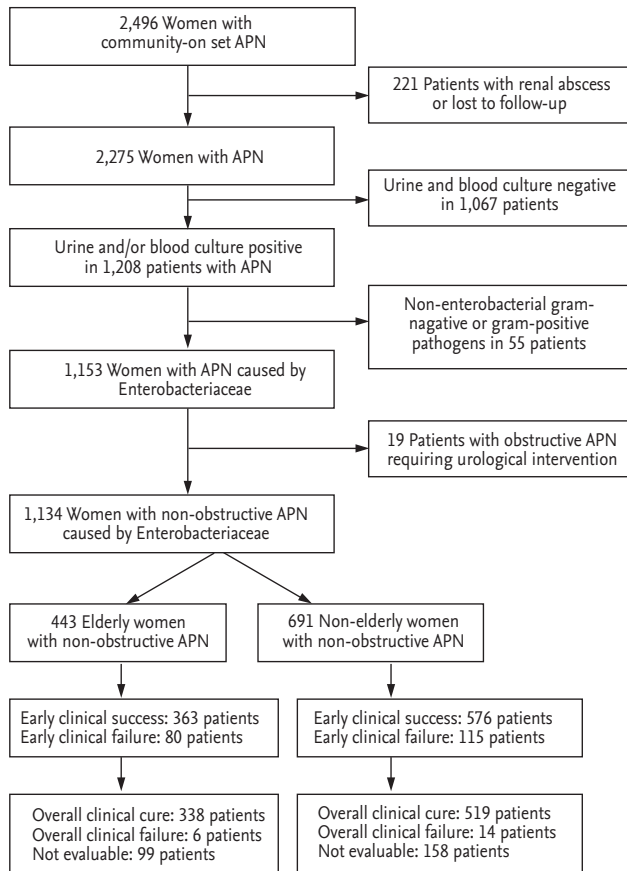 2,496 Women with
community-on set APN
221 Patients with renal abscess
or lost to follow-up
2,275 Women with APN
Urine and blood culture negative
in 1,067 patients
Urine and/or blood culture positive
in 1,208 patients with APN
Non-enterobacterial gram-
nagative or gram-positive
pathogens in 55 patients
1,153 Women with APN caused by
Enterobacteriaceae
19 Patients with obstructive APN
requiring urological intervention
1,134 Women with non-obstructive APN
caused by Enterobacteriaceae
443 Elderly women
with non-obstructive APN
691 Non-elderly women
with non-obstructive APN
Early clinical success: 363 patients
Early clinical failure: 80 patients
Early clinical success: 576 patients
Early clinical failure: 115 patients
Overall clinical cure: 338 patients
Overall clinical failure: 6 patients
Not evaluable: 99 patients
Overall clinical cure: 519 patients
Overall clinical failure: 14 patients
Not evaluable: 158 patients